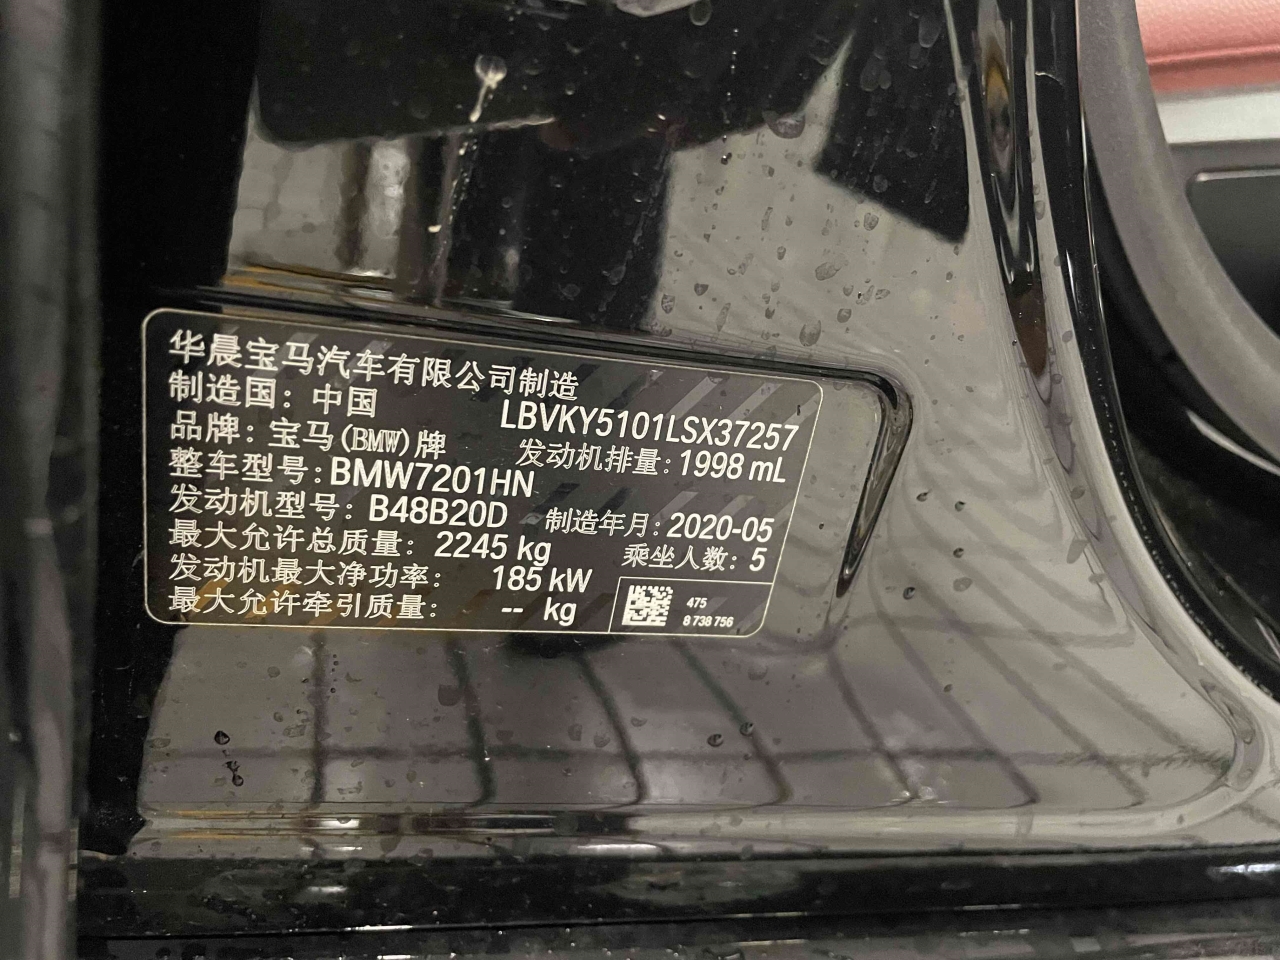 华晨宝马汽车有限公司制造
制造国：中国
LBVKY5101LSX37257
品牌：宝马(BMW)牌
发动机排量：1998 mL
整车型号：BMW7201HN
发动机型号：B48B20D
制造年月：2020-05
最大允许总质量：2245 kg
乘坐人数：5
发动机最大净功率：185 kW
最大允许牵引质量：-- kg
475
8 738 756